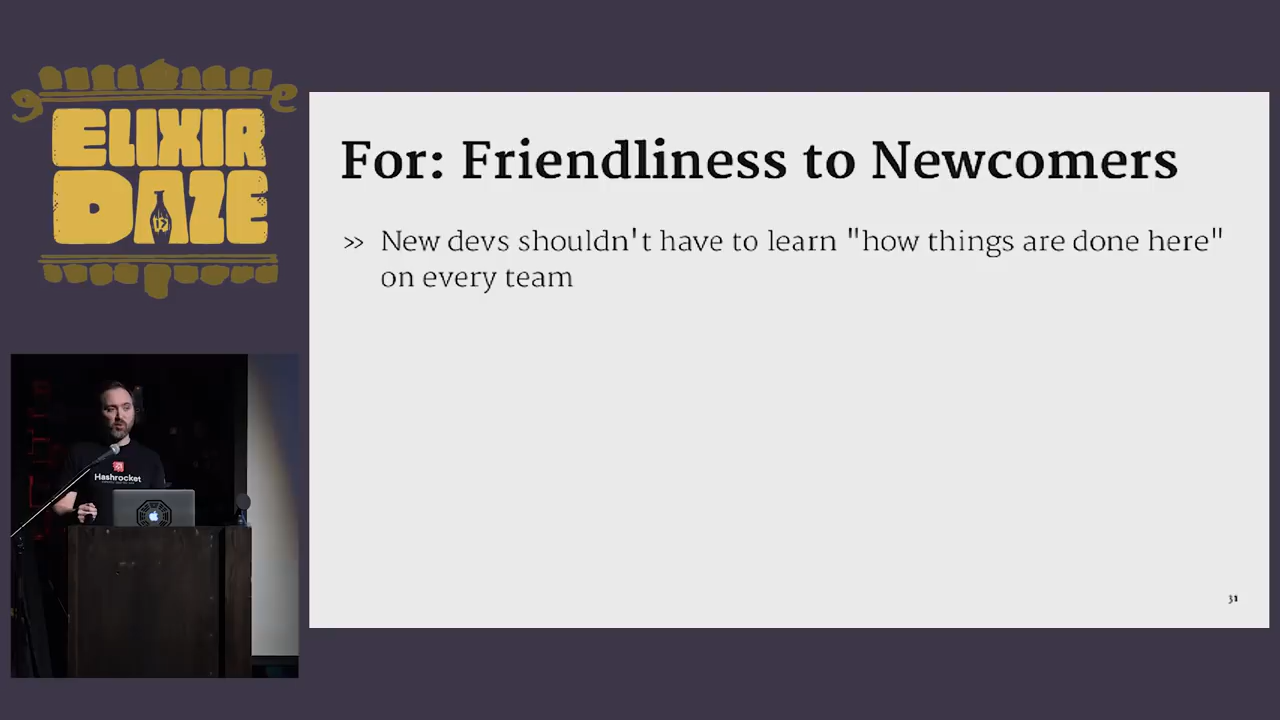 ELIXIR
DAZE
For: Friendliness to Newcomers
>> New devs shouldn't have to learn "how things are done here"
on every team
Hashrocket
31